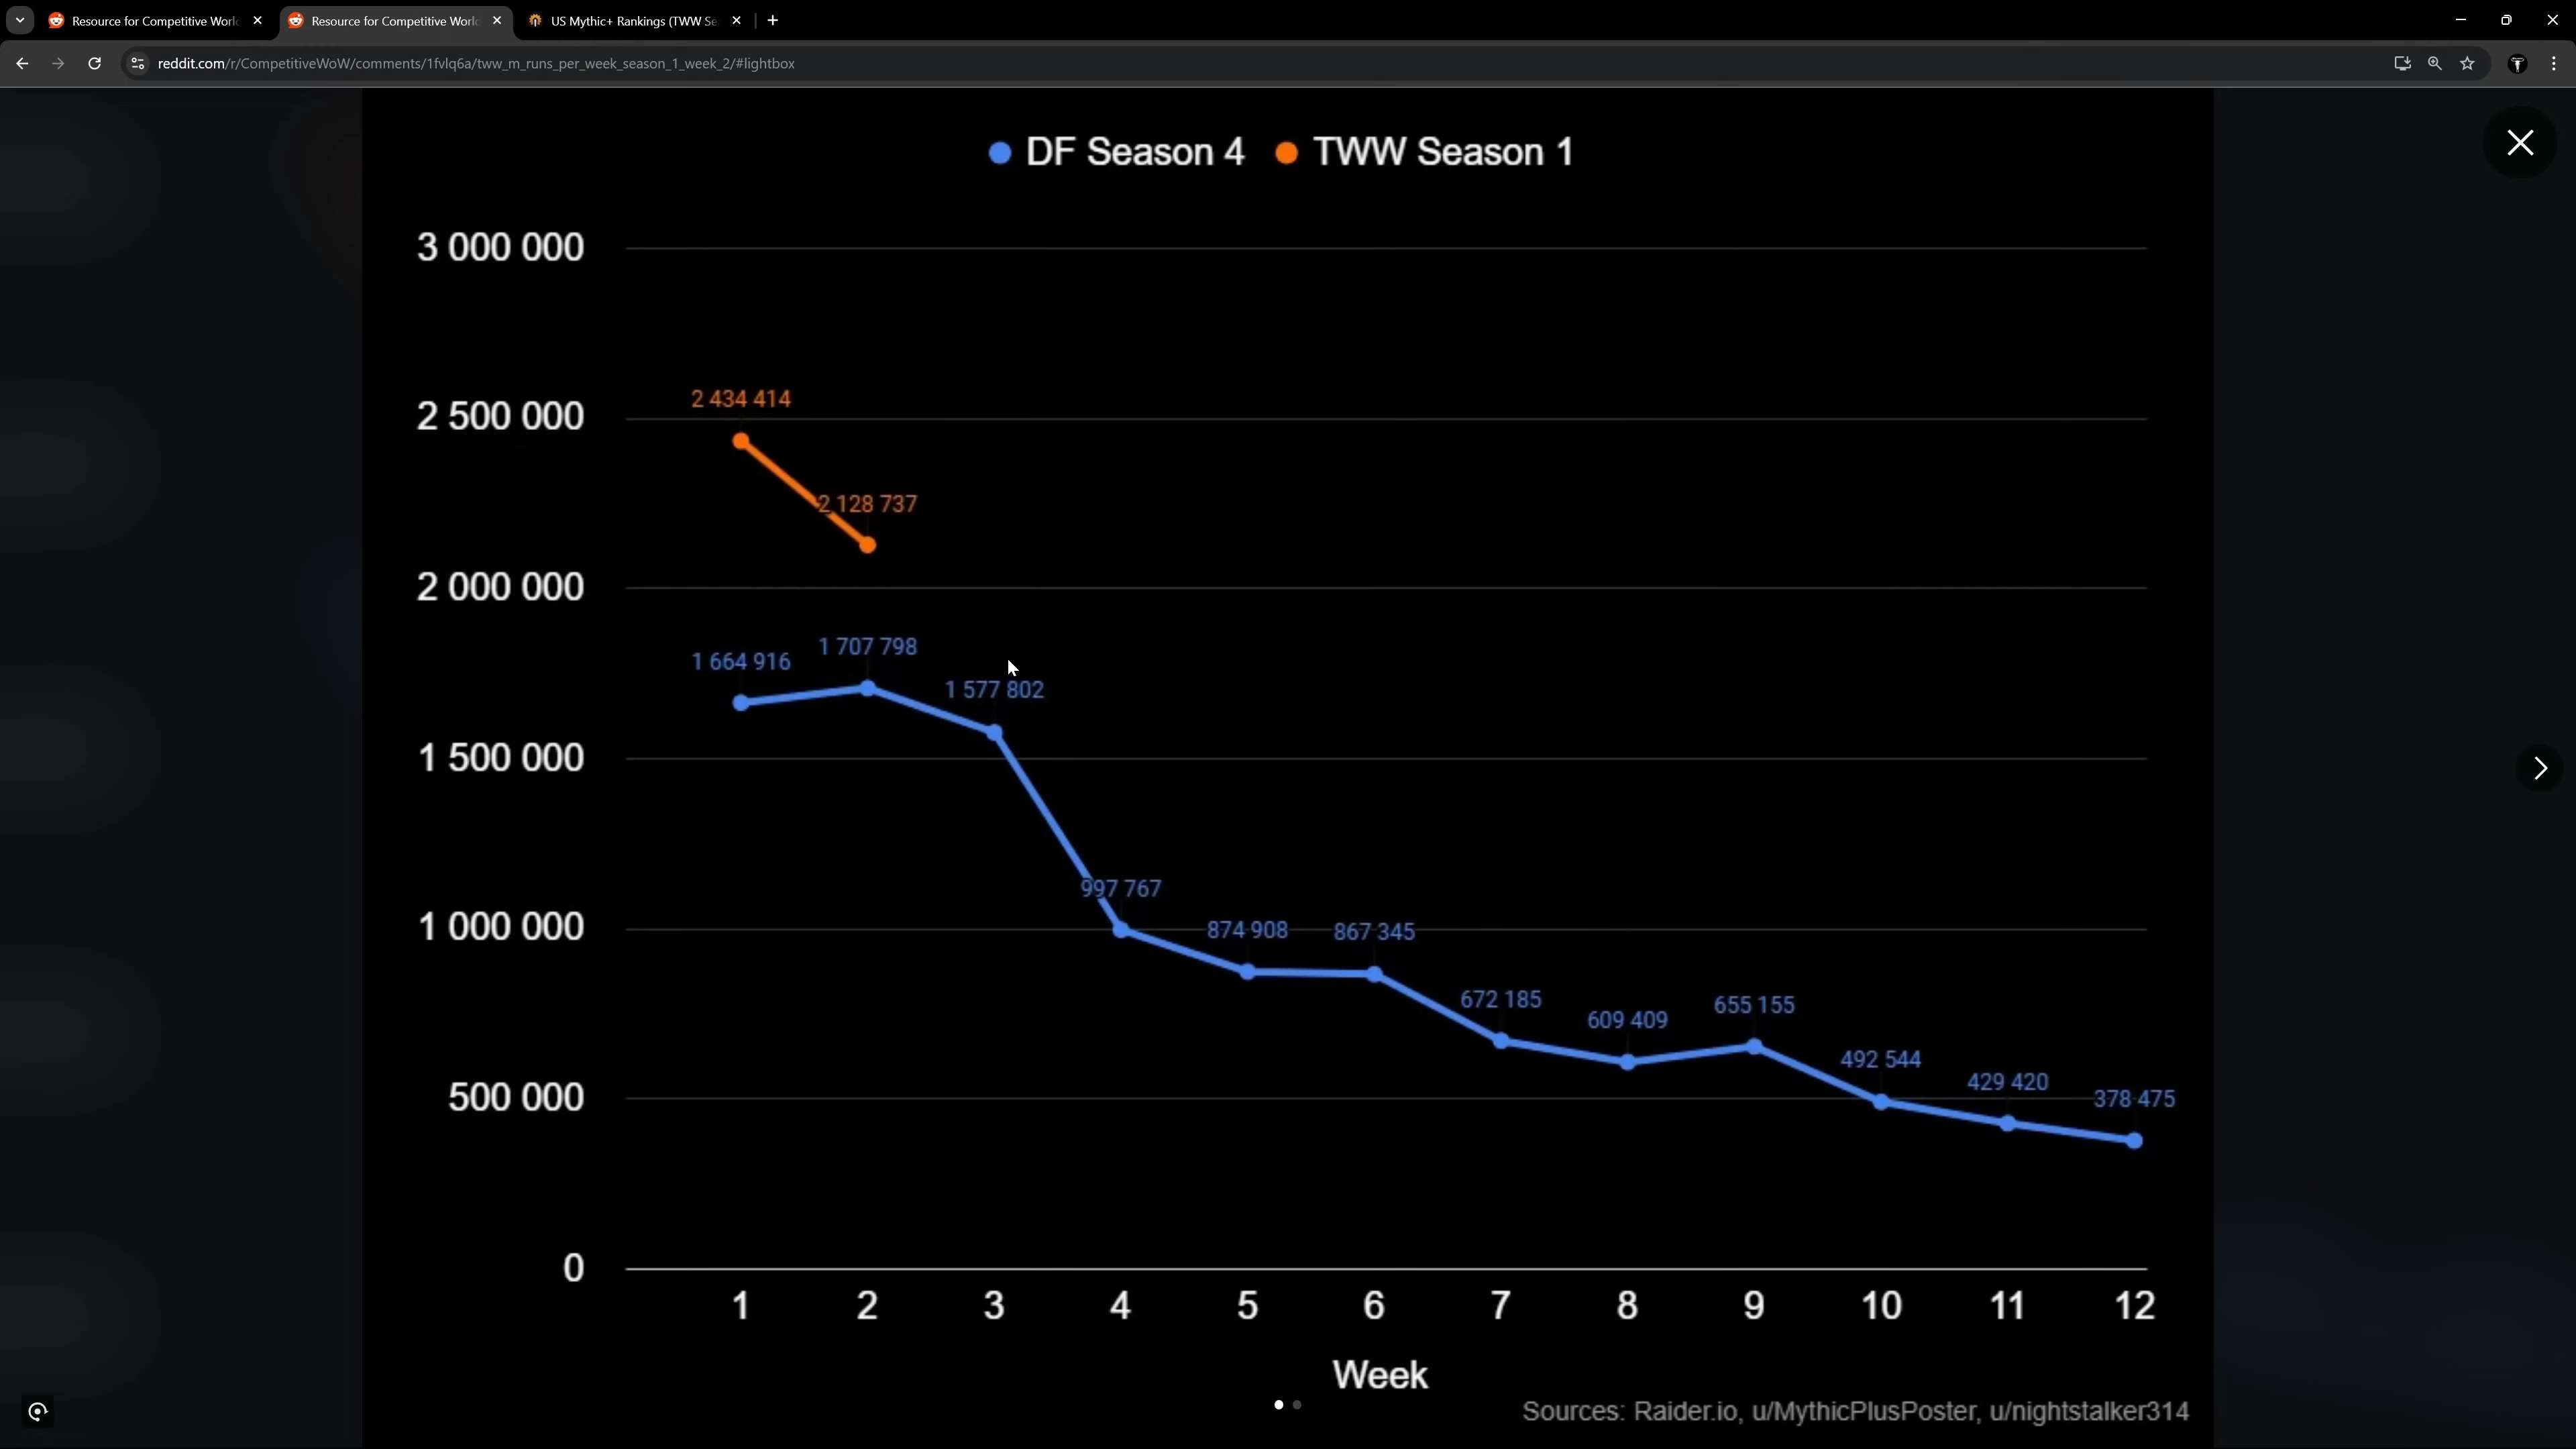 Resource for Competitive Worl
Resource for Competitive Worl
US Mythic+ Rankings (TWW Se
reddit.com/r/CompetitiveWoW/comments/1fvlq6a/tww_m_runs_per_week_season_1_week_2/#lightbox
DF Season 4
TWW Season 1
3 000 000
2 500 000
2 000 000
1 500 000
1 000 000
500 000
0
2 434 414
2 128 737
1 664 916
1 707 798
1 577 802
997 767
874 908
867 345
672 185
609 409
655 155
492 544
429 420
378 475
1 2 3 4 5 6 7 8 9 10 11 12
Week
Sources: Raider.io, u/MythicPlusPoster, u/nightstalker314